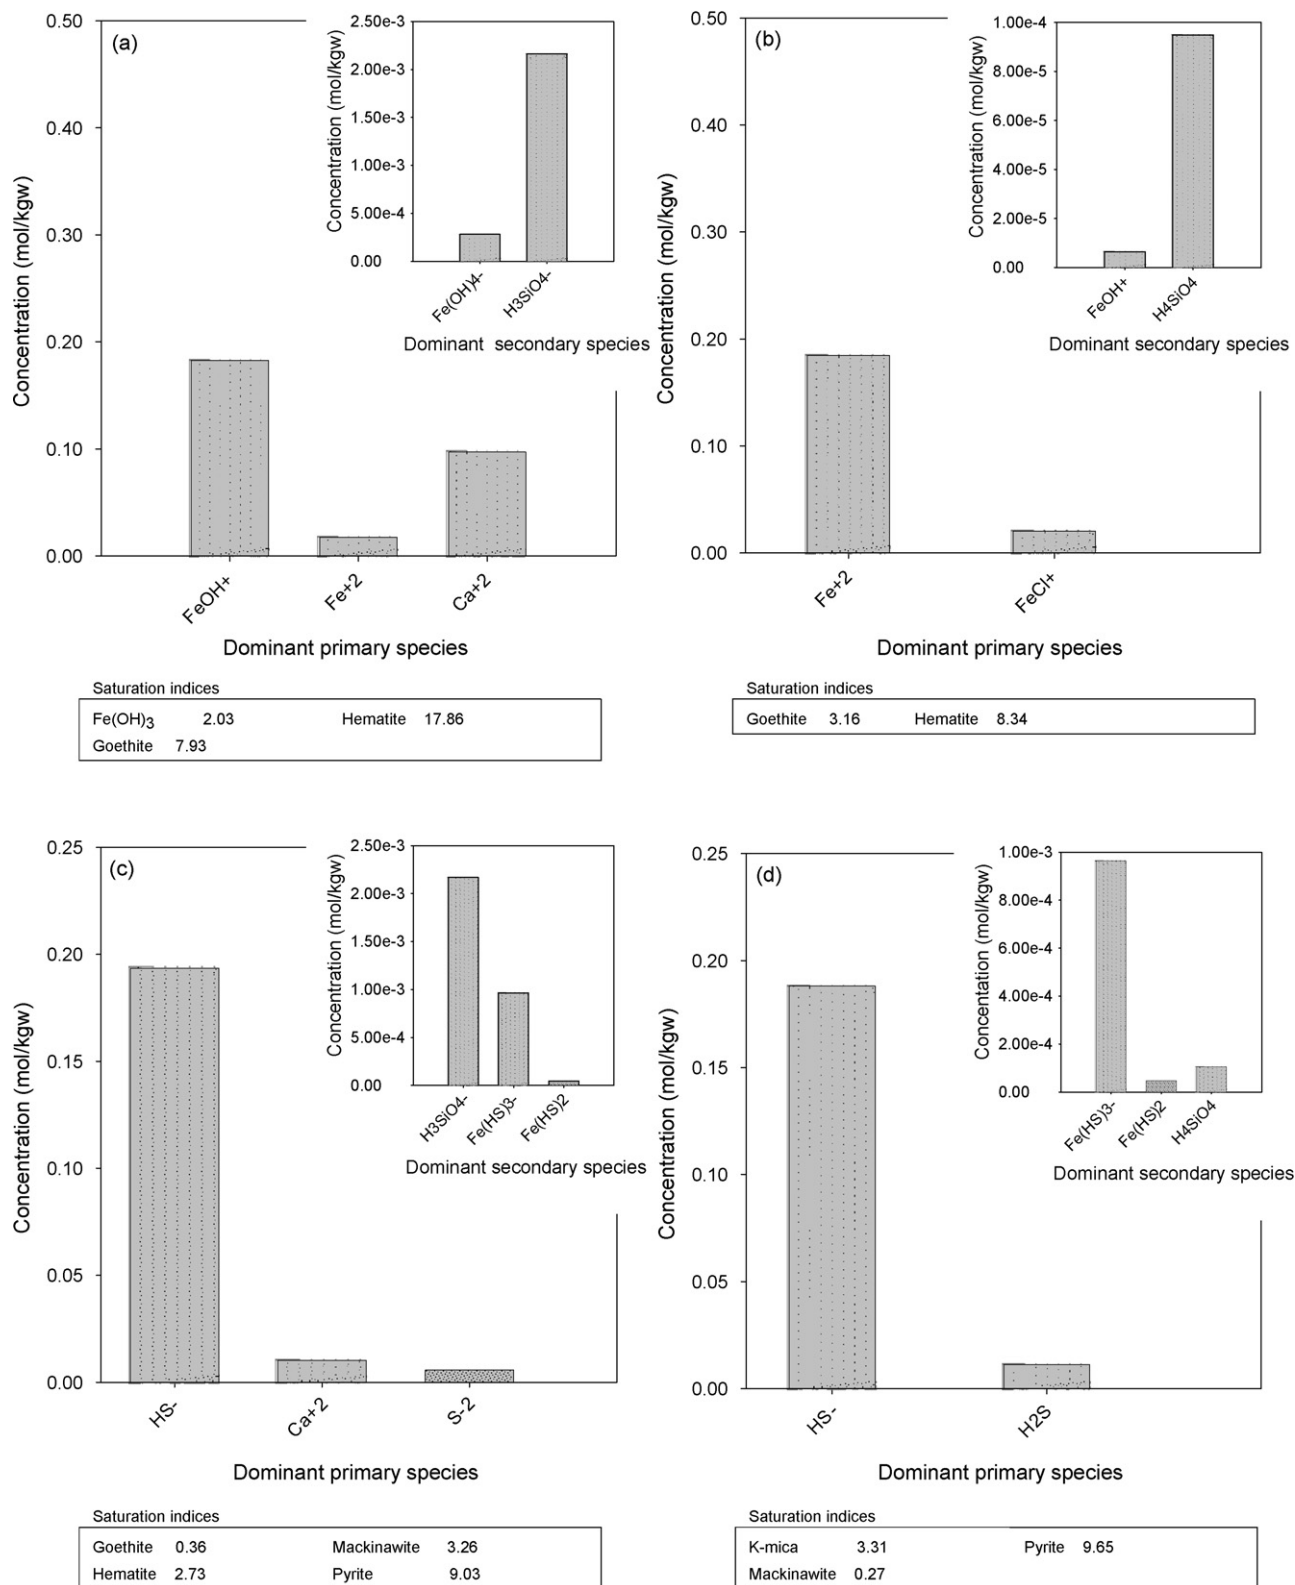 (a)
Concentration (mol/kgw)
0.50
0.40
0.30
0.20
0.10
0.00
FeOH+
Fe+2
Ca+2
Dominant primary species
Concentration (mol/kgw)
2.50e-3
2.00e-3
1.50e-3
1.00e-3
5.00e-4
0.00
Fe(OH)4-
H3SiO4-
Dominant secondary species
Saturation indices
Fe(OH)3 2.03 Hematite 17.86
Goethite 7.93
(b)
Concentration (mol/kgw)
0.50
0.40
0.30
0.20
0.10
0.00
Fe+2
FeCl+
Dominant primary species
Concentration (mol/kgw)
1.00e-4
8.00e-5
6.00e-5
4.00e-5
2.00e-5
0.00
FeOH+
H4SiO4
Dominant secondary species
Saturation indices
Goethite 3.16 Hematite 8.34
(c)
Concentration (mol/kgw)
0.25
0.20
0.15
0.10
0.05
0.00
HS-
Ca+2
S-2
Dominant primary species
Concentration (mol/kgw)
2.50e-3
2.00e-3
1.50e-3
1.00e-3
5.00e-4
0.00
H3SiO4-
Fe(HS)3-
Fe(HS)2
Dominant secondary species
Saturation indices
Goethite 0.36 Mackinawite 3.26
Hematite 2.73 Pyrite 9.03
(d)
Concentration (mol/kgw)
0.25
0.20
0.15
0.10
0.05
0.00
HS-
H2S
Dominant primary species
Concentation (mol/kgw)
1.00e-3
8.00e-4
6.00e-4
4.00e-4
2.00e-4
0.00
Fe(HS)3-
Fe(HS)2
H4SiO4
Dominant secondary species
Saturation indices
K-mica 3.31 Pyrite 9.65
Mackinawite 0.27